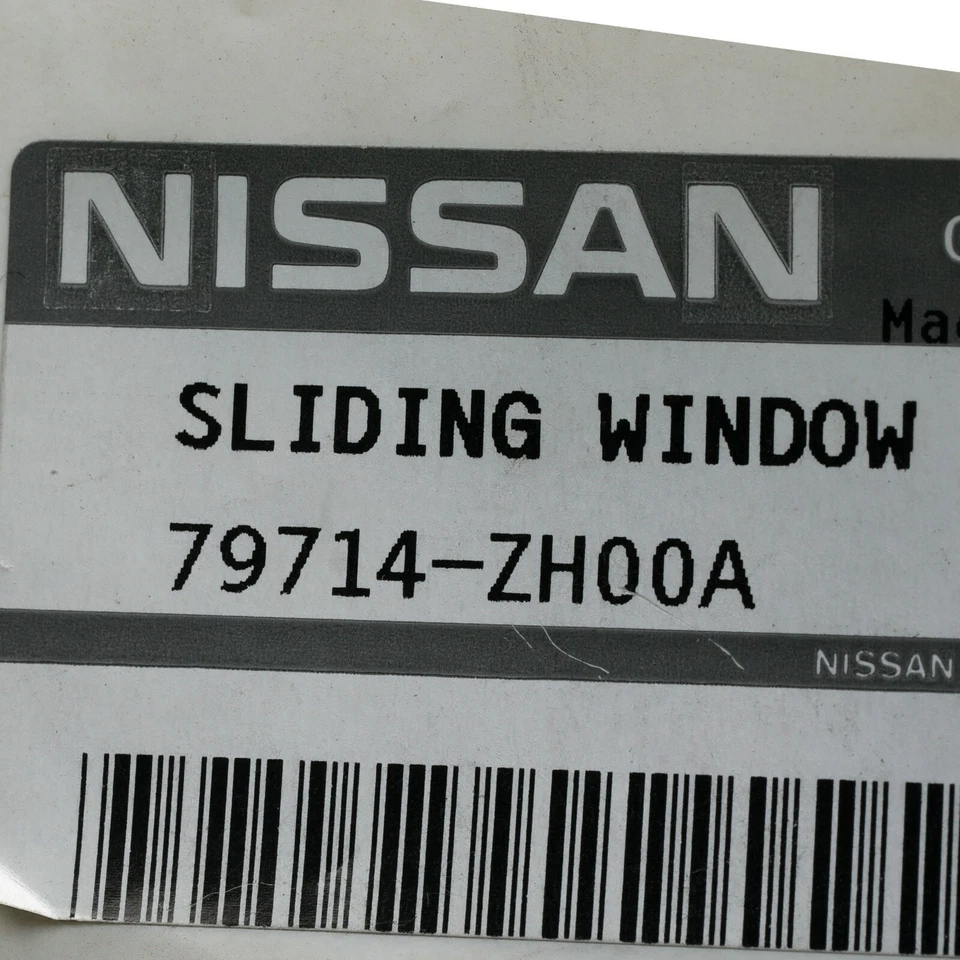 NISSAN
SLIDING WINDOW
79714-ZH00A
NISSAN